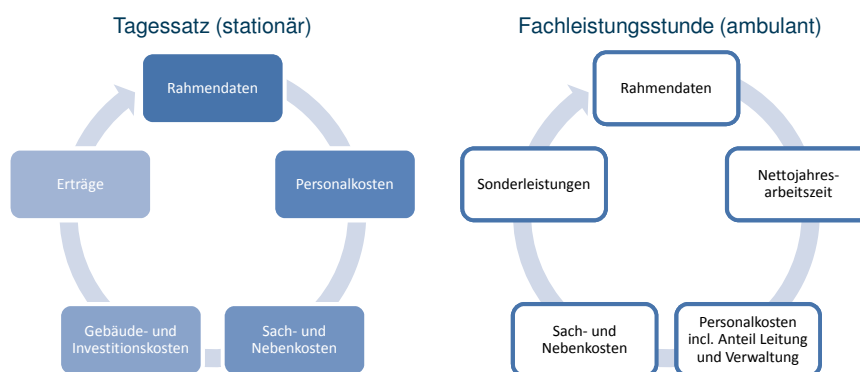 Tagessatz (stationär)
Rahmendaten
Personalkosten
Sach- und
Nebenkosten
Gebäude- und
Investitionskosten
Erträge
Fachleistungsstunde (ambulant)
Rahmendaten
Nettojahres-
arbeitszeit
Personalkosten
incl. Anteil Leitung
und Verwaltung
Sach- und
Nebenkosten
Sonderleistungen